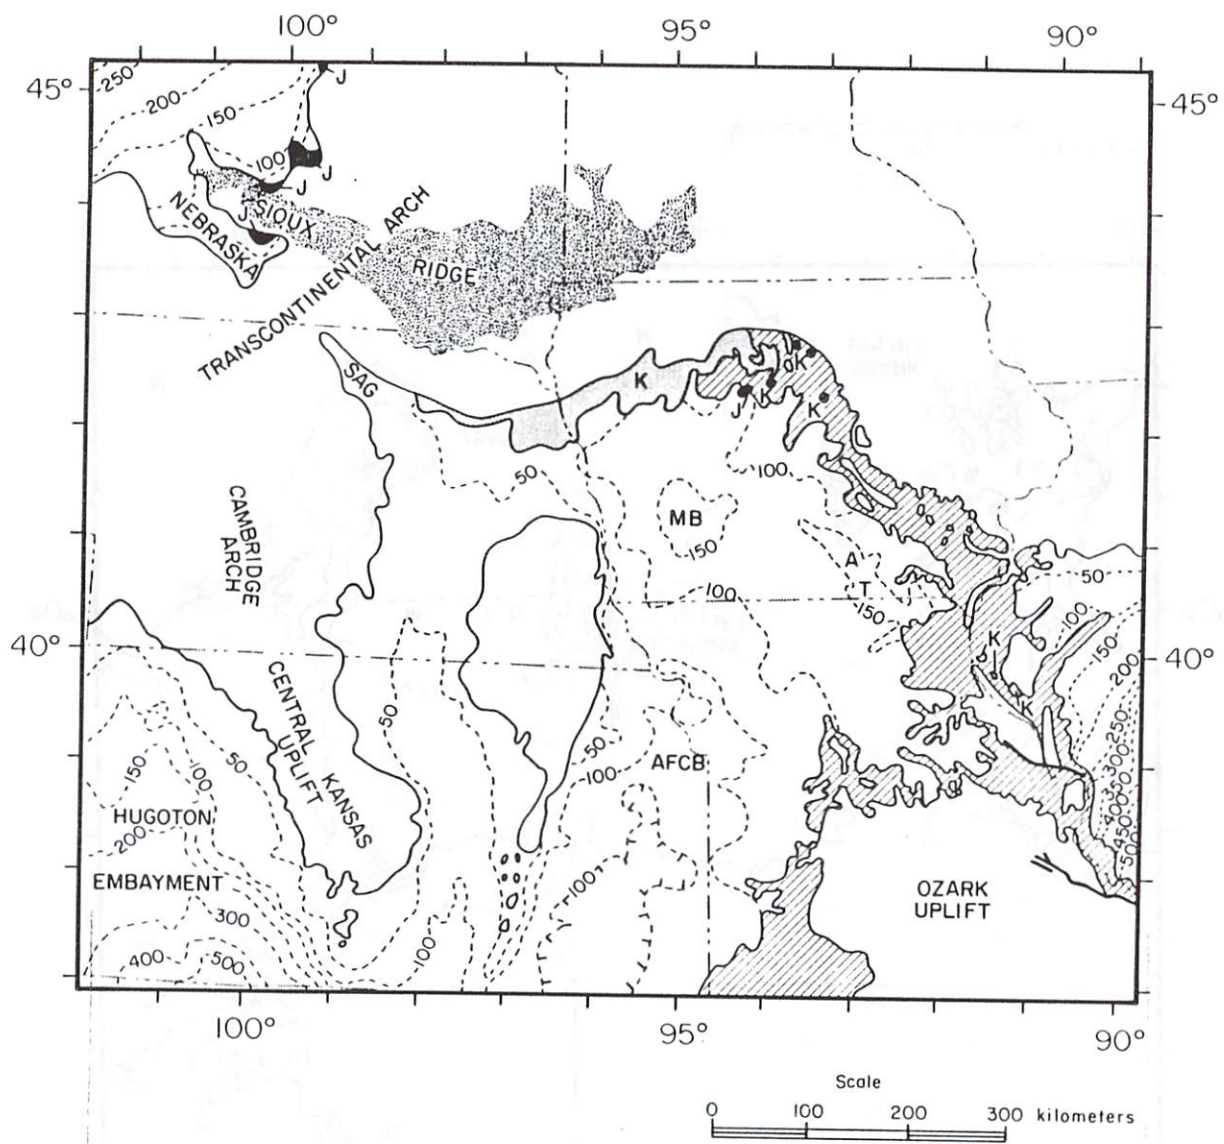 100°
95°
90°
45°
45°
250
200
150
100
J
J
J
J
SIOUX
NEBRASKA
RIDGE
TRANSCONTINENTAL ARCH
SAG
K
K
K
K
J
50
100
MB
150
A
T
150
100
50
100
150
200
CAMBRIDGE
ARCH
40°
40°
K
K
250
300
350
400
450
500
CENTRAL
KANSAS
UPLIFT
50
50
100
AFCB
50
100
150
HUGOTON
200
EMBAYMENT
300
400
500
100
100
OZARK
UPLIFT
100°
95°
90°
Scale
0 100 200 300 kilometers